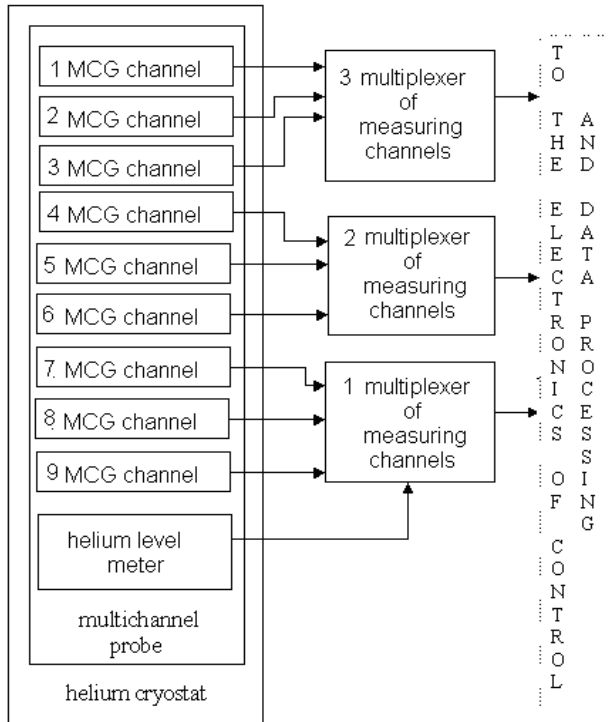 1 MCG channel
2 MCG channel
3 MCG channel
4 MCG channel
5 MCG channel
6 MCG channel
7. MCG channel
8. MCG channel
9 MCG channel
helium level
meter
multichannel
probe
helium cryostat
3 multiplexer
of
measuring
channels
2 multiplexer
of
measuring
channels
1 multiplexer
of
measuring
channels
TO THE ELECTRONICS OF CONTROL
AND DATA PROCESSING